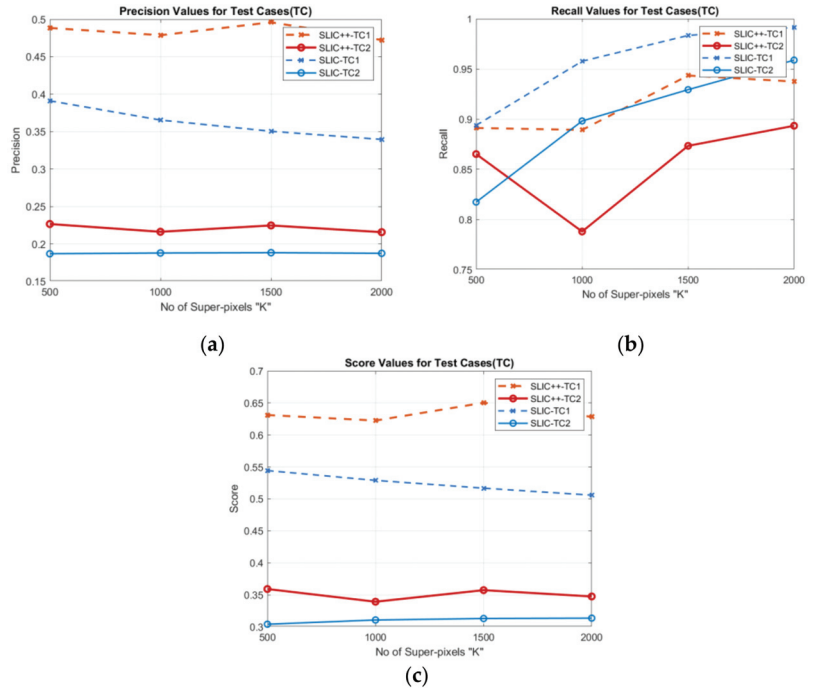 Precision Values for Test Cases(TC)
0.5
0.45
0.4
0.35
0.3
0.25
0.2
0.15
Precision
500
1000
1500
2000
No of Super-pixels "K"
SLIC++-TC1
SLIC++-TC2
SLIC-TC1
SLIC-TC2
(a)
Recall Values for Test Cases(TC)
1
0.95
0.9
0.85
0.8
0.75
Recall
500
1000
1500
2000
No of Super-pixels "K"
SLIC++-TC1
SLIC++-TC2
SLIC-TC1
SLIC-TC2
(b)
Score Values for Test Cases(TC)
0.7
0.65
0.6
0.55
0.5
0.45
0.4
0.35
0.3
Score
500
1000
1500
2000
No of Super-pixels "K"
SLIC++-TC1
SLIC++-TC2
SLIC-TC1
SLIC-TC2
(c)